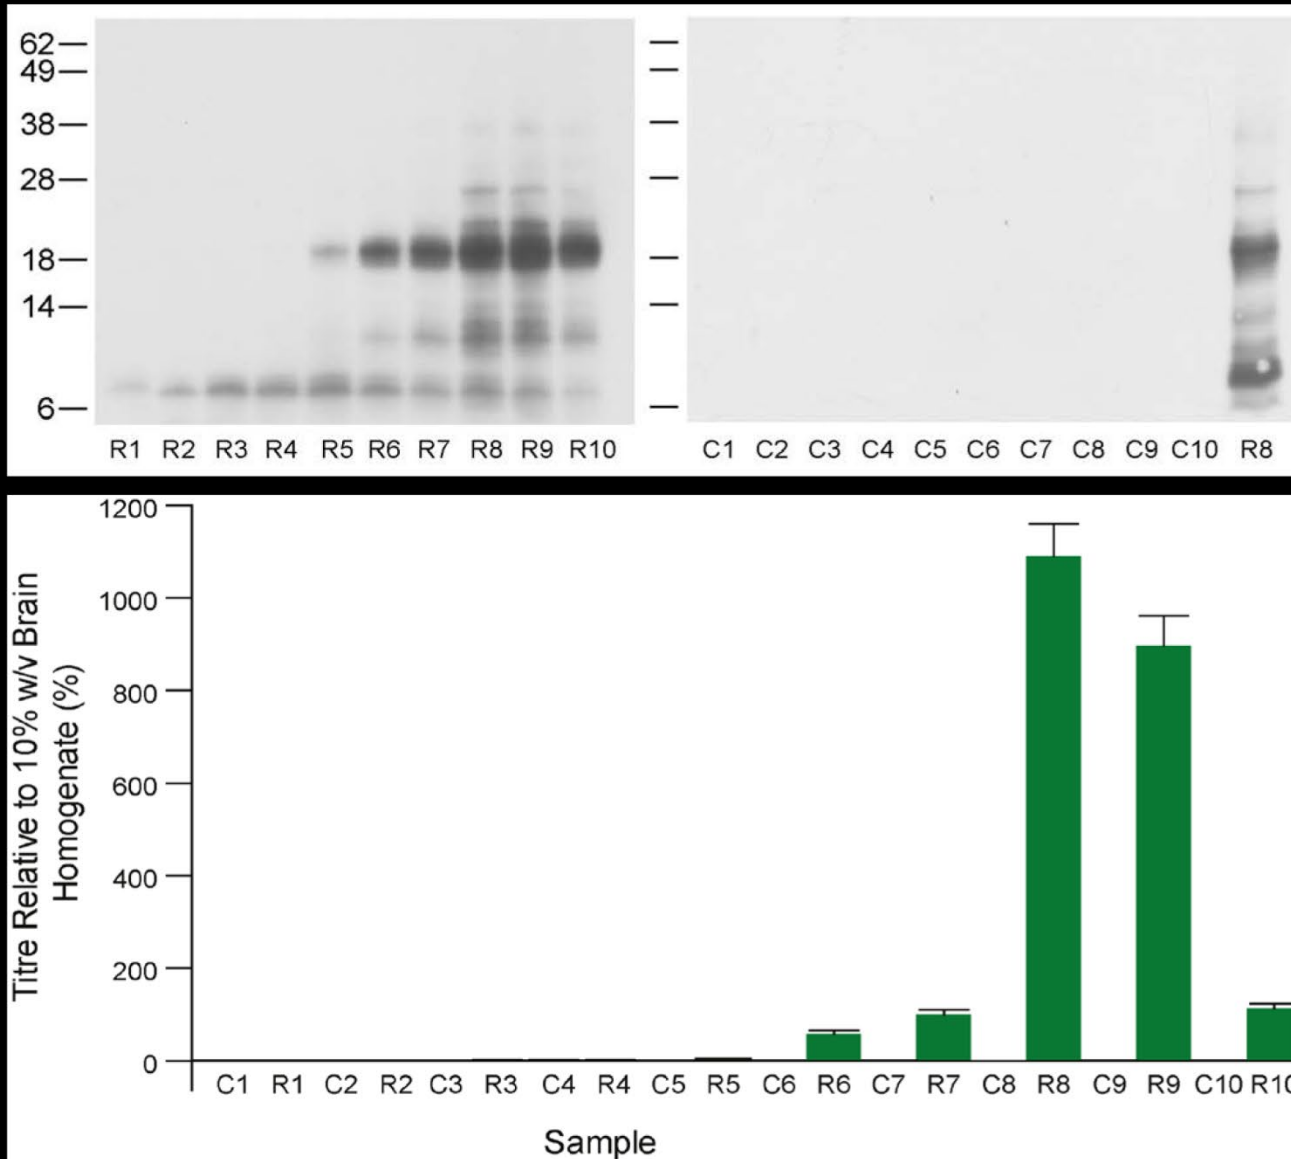 62
49
38
28
18
14
6
R1 R2 R3 R4 R5 R6 R7 R8 R9 R10
C1 C2 C3 C4 C5 C6 C7 C8 C9 C10 R8
Titre Relative to 10% w/v Brain
Homogenate (%)
1200
1000
800
600
400
200
0
C1 R1 C2 R2 C3 R3 C4 R4 C5 R5 C6 R6 C7 R7 C8 R8 C9 R9 C10 R10
Sample